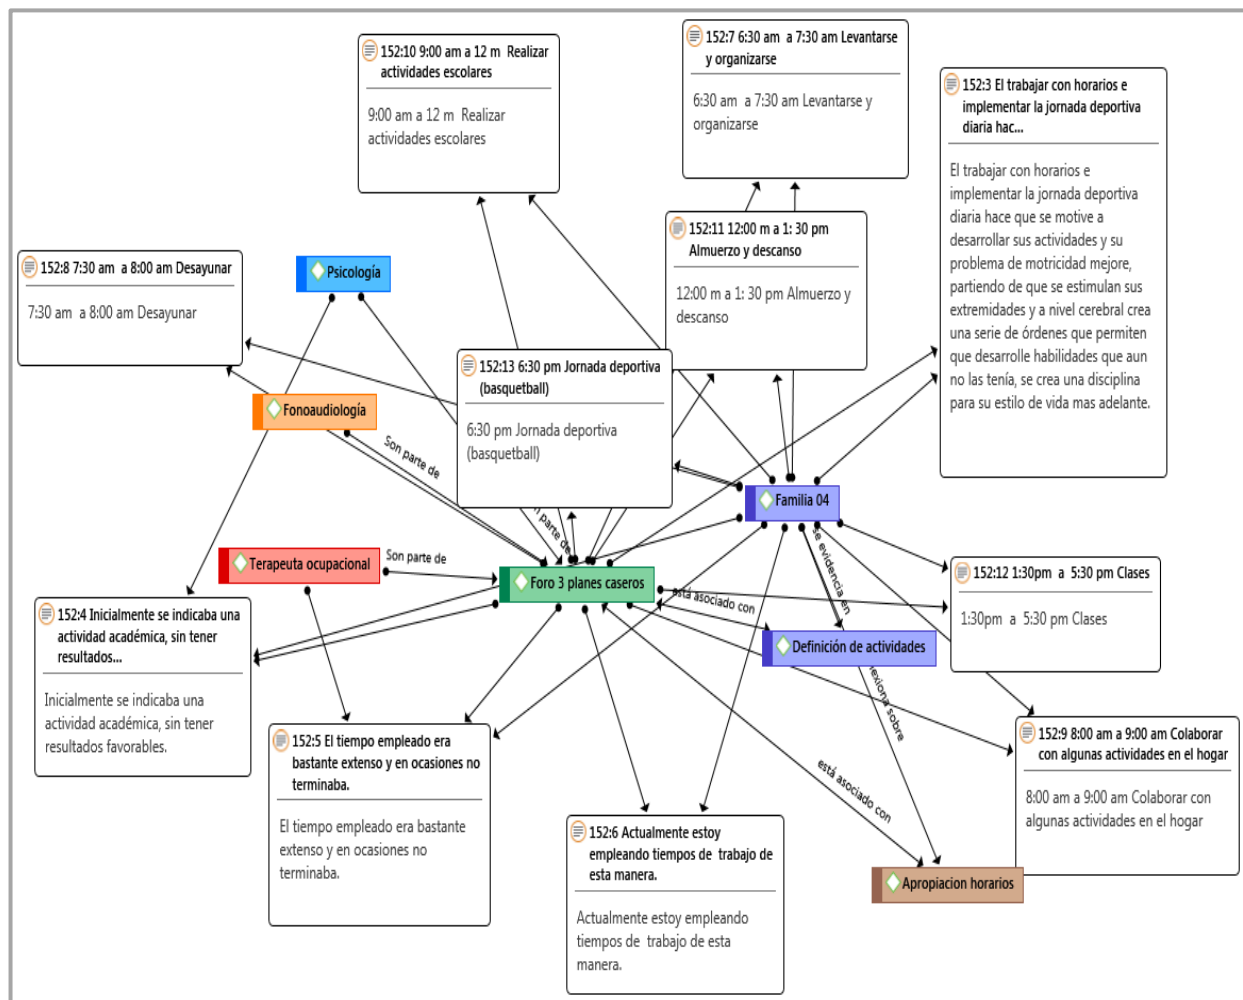 152:10 9:00 am a 12 m  Realizar
actividades escolares
9:00 am a 12 m  Realizar
actividades escolares
152:7 6:30 am  a 7:30 am Levantarse
y organizarse
6:30 am  a 7:30 am Levantarse y
organizarse
152:3 El trabajar con horarios e
implementar la jornada deportiva
diaria hac...
El trabajar con horarios e
implementar la jornada deportiva
diaria hace que se motive a
desarrollar sus actividades y su
problema de motricidad mejore,
partiendo de que se estimulan sus
extremidades y a nivel cerebral crea
una serie de órdenes que permiten
que desarrolle habilidades que aun
no las tenía, se crea una disciplina
para su estilo de vida mas adelante.
152:11 12:00 m a 1: 30 pm
Almuerzo y descanso
12:00 m a 1: 30 pm Almuerzo y
descanso
152:8 7:30 am  a 8:00 am Desayunar
7:30 am  a 8:00 am Desayunar
Psicología
152:13 6:30 pm Jornada deportiva
(basquetball)
6:30 pm Jornada deportiva
(basquetball)
Fonoaudiología
Son parte de
parte de
Familia 04
se evidencia en
Terapeuta ocupacional
Son parte de
Foro 3 planes caseros
está asociado con
152:12 1:30pm  a  5:30 pm Clases
1:30pm  a  5:30 pm Clases
Definición de actividades
lexiona sobre
152:4 Inicialmente se indicaba una
actividad académica, sin tener
resultados...
Inicialmente se indicaba una
actividad académica, sin tener
resultados favorables.
152:5 El tiempo empleado era
bastante extenso y en ocasiones no
terminaba.
El tiempo empleado era bastante
extenso y en ocasiones no
terminaba.
152:9 8:00 am a 9:00 am Colaborar
con algunas actividades en el hogar
8:00 am a 9:00 am Colaborar con
algunas actividades en el hogar
está asociado con
152:6 Actualmente estoy
empleando tiempos de  trabajo de
esta manera.
Actualmente estoy empleando
tiempos de  trabajo de esta
manera.
Apropiacion horarios